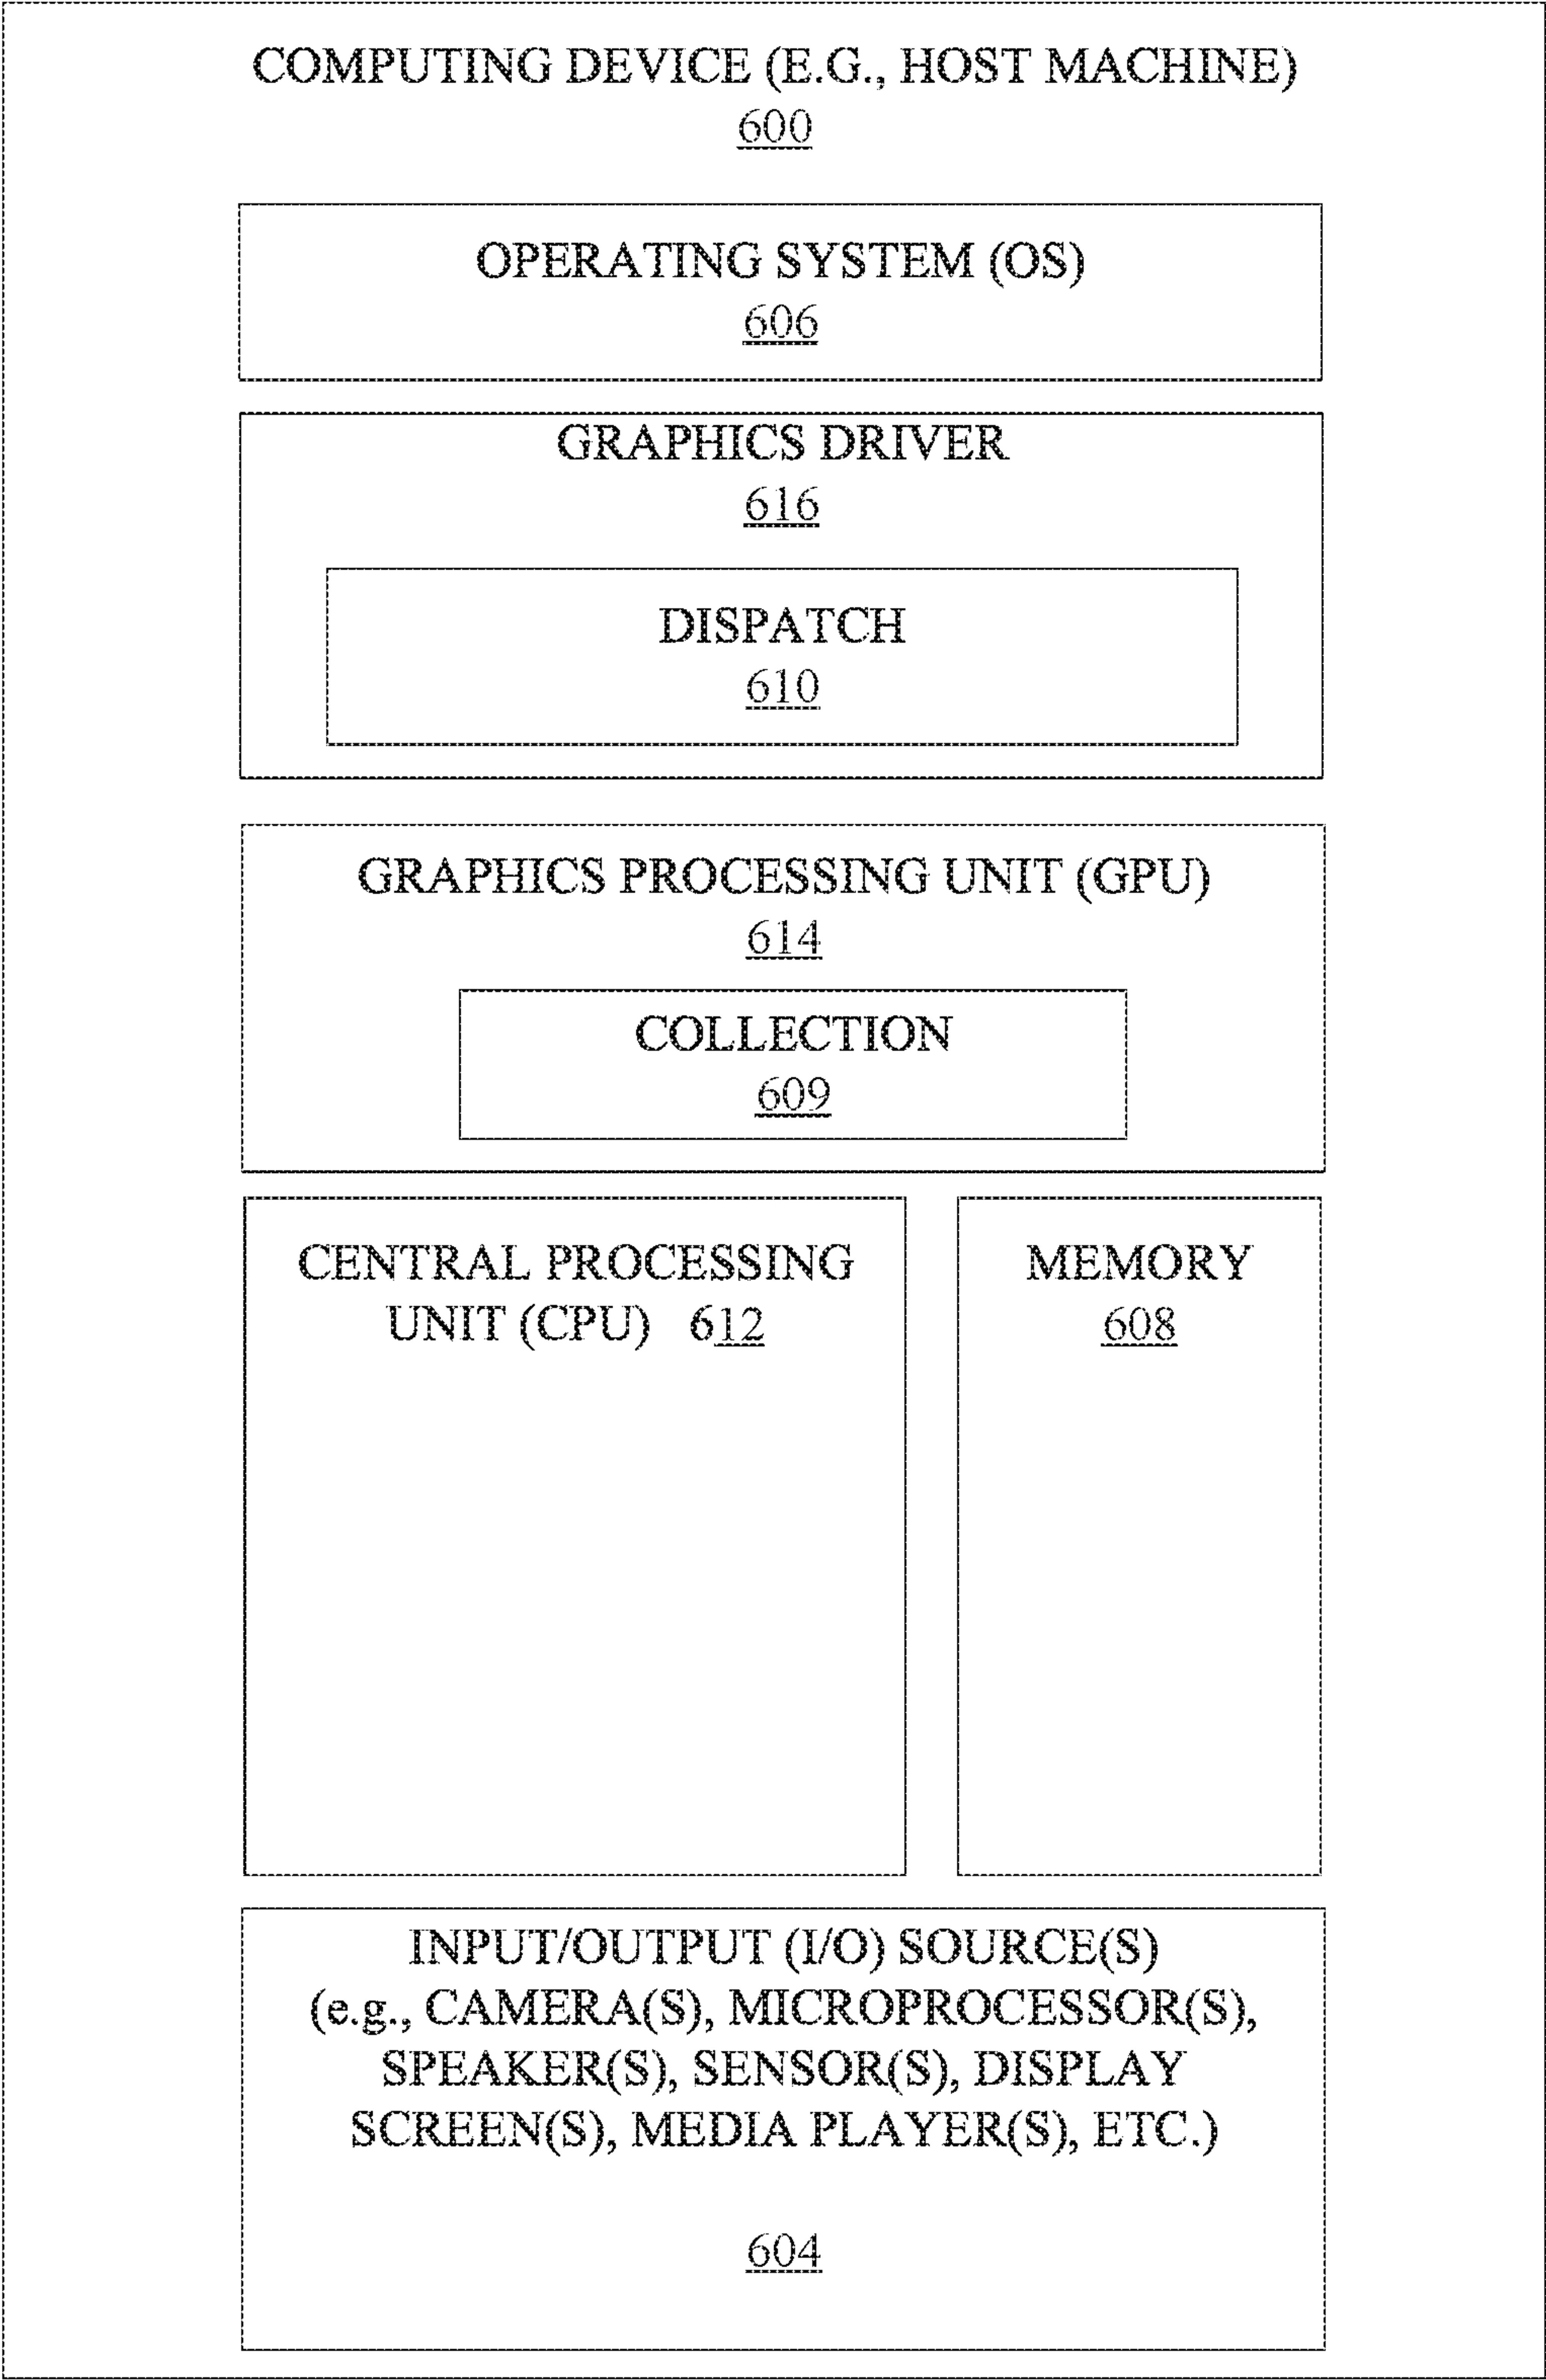 COMPUTING DEVICE (E.G., HOST MACHINE)
600
OPERATING SYSTEM (OS)
606
GRAPHICS DRIVER
616
DISPATCH
610
GRAPHICS PROCESSING UNIT (GPU)
614
COLLECTION
609
CENTRAL PROCESSING
UNIT (CPU) 612
MEMORY
608
INPUT/OUTPUT (I/O) SOURCE(S)
(e.g., CAMERA(S), MICROPROCESSOR(S),
SPEAKER(S), SENSOR(S), DISPLAY
SCREEN(S), MEDIA PLAYER(S), ETC.)
604